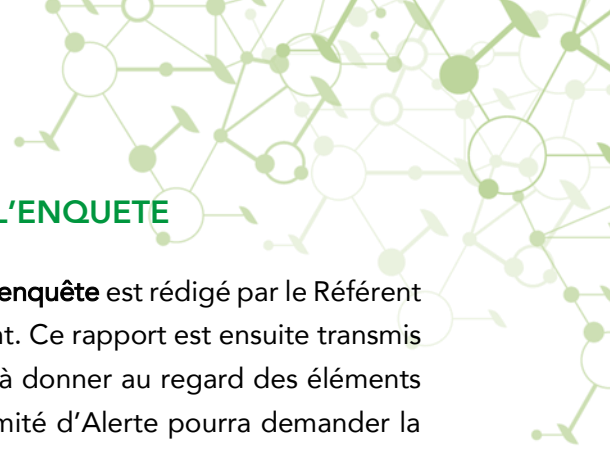 L’ENQUETE
enquête est rédigé par le Référent
nt. Ce rapport est ensuite transmis
à donner au regard des éléments
mité d’Alerte pourra demander la